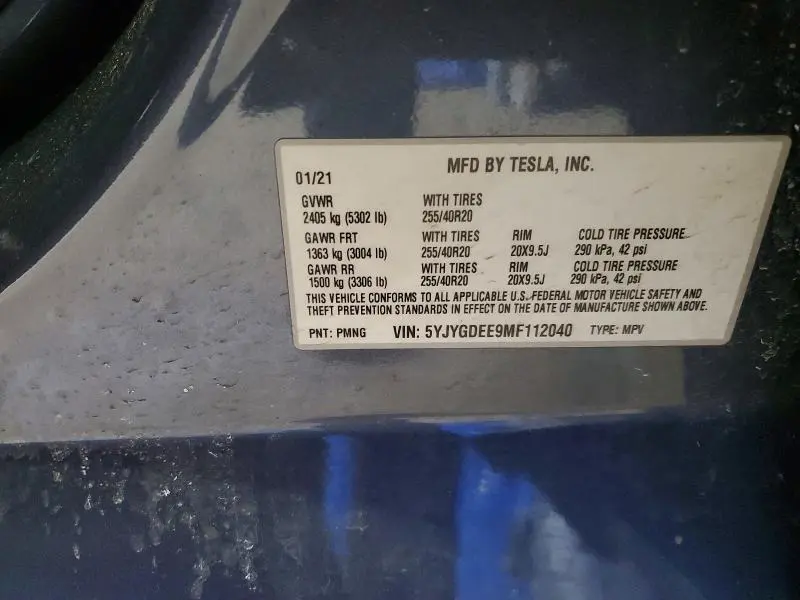 MFD BY TESLA, INC.
01/21
GVWR WITH TIRES
2405 kg (5302 lb) 255/40R20
GAWR FRT WITH TIRES RIM COLD TIRE PRESSURE
1363 kg (3004 lb) 255/40R20 20X9.5J 290 kPa, 42 psi
GAWR RR WITH TIRES RIM COLD TIRE PRESSURE
1500 kg (3306 lb) 255/40R20 20X9.5J 290 kPa, 42 psi
THIS VEHICLE CONFORMS TO ALL APPLICABLE U.S. FEDERAL MOTOR VEHICLE SAFETY AND
THEFT PREVENTION STANDARDS IN EFFECT ON THE DATE OF MANUFACTURE SHOWN ABOVE.
PNT: PMNG VIN: 5YJYGDEE9MF112040 TYPE: MPV